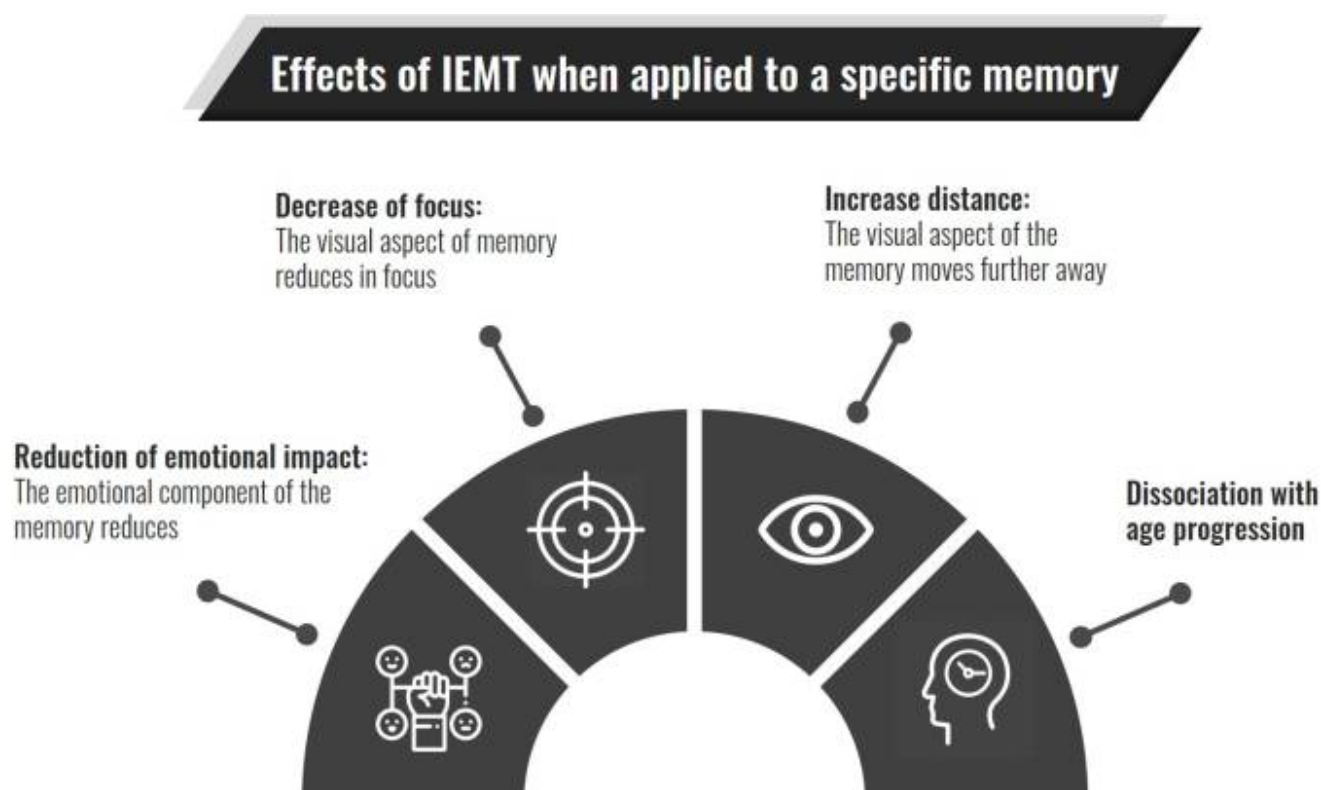 Effects of IEMT when applied to a specific memory
Decrease of focus:
The visual aspect of memory
reduces in focus
Increase distance:
The visual aspect of the
memory moves further away
Reduction of emotional impact:
The emotional component of the
memory reduces
Dissociation with
age progression